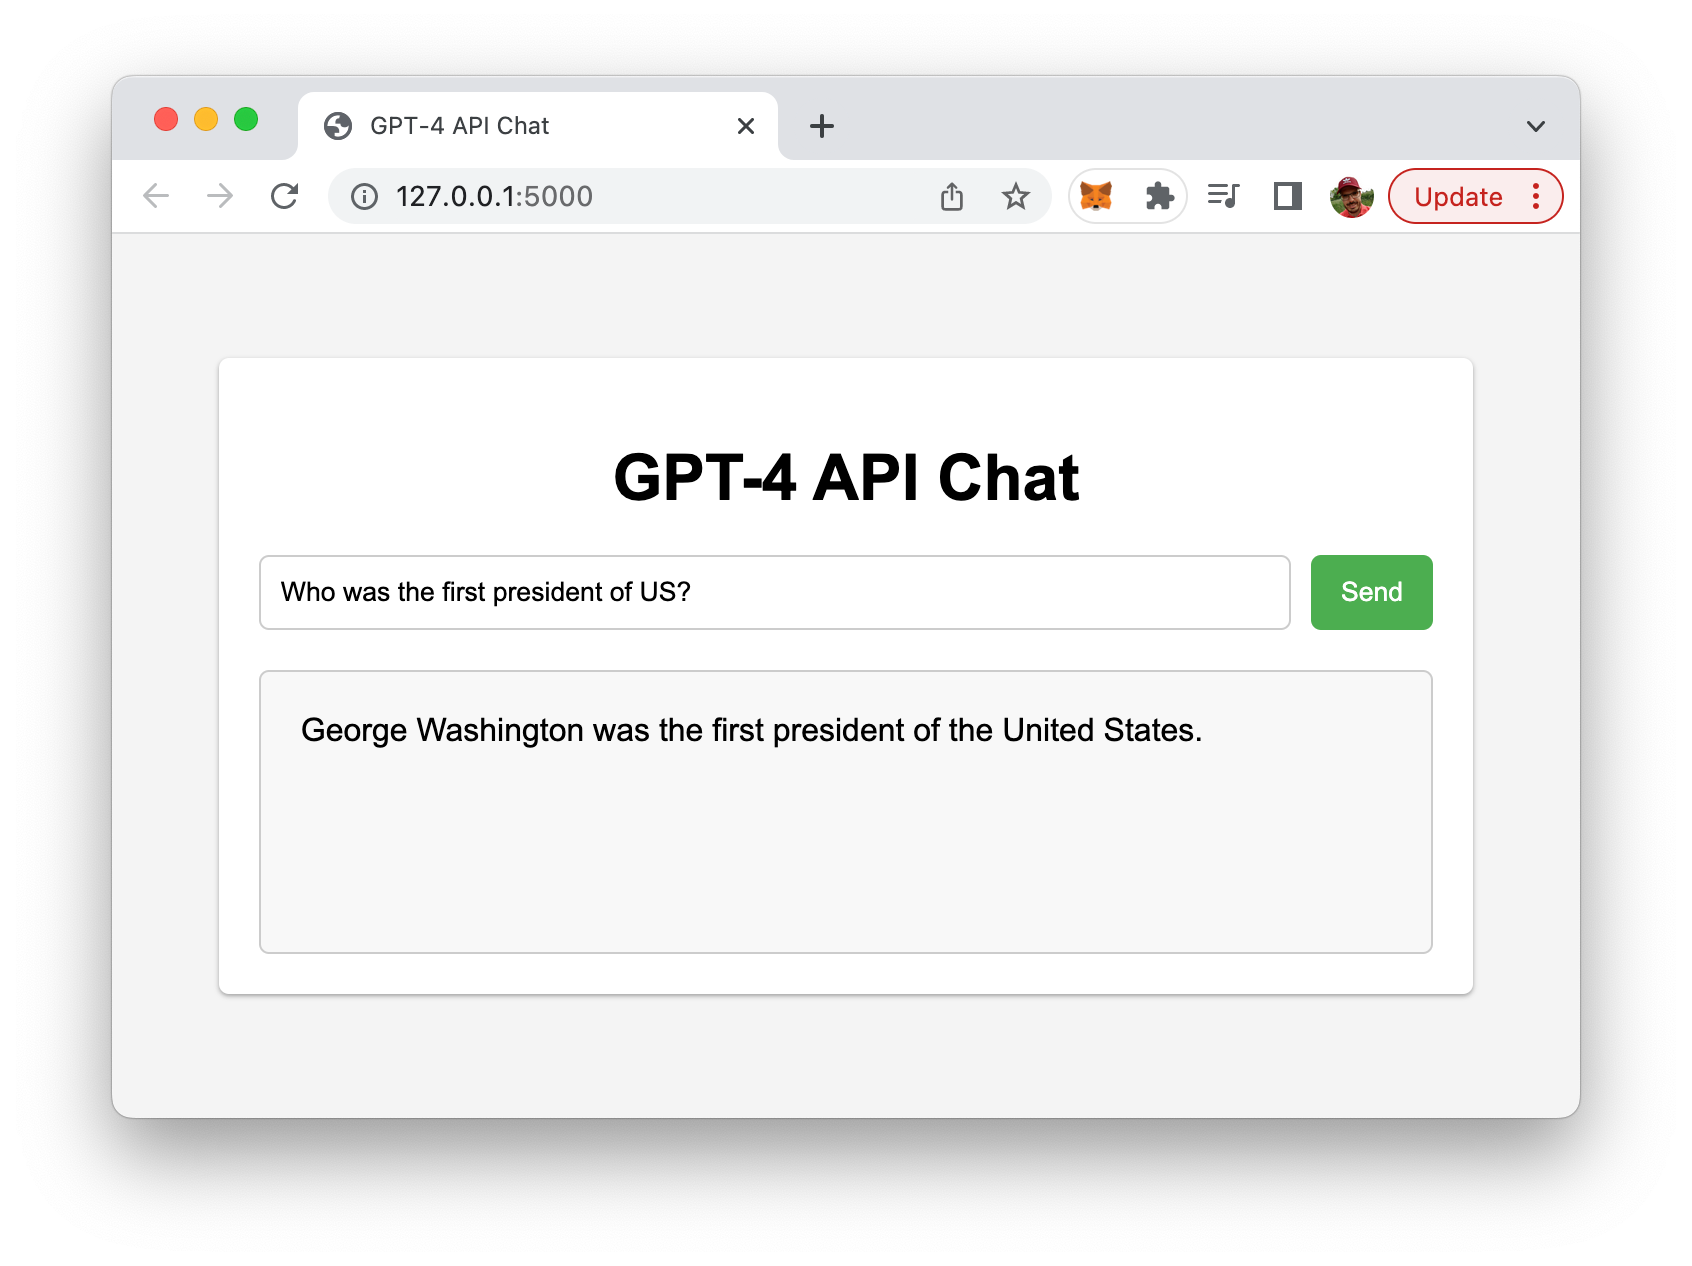 GPT-4 API Chat
127.0.0.1:5000
Update
GPT-4 API Chat
Who was the first president of US?
Send
George Washington was the first president of the United States.